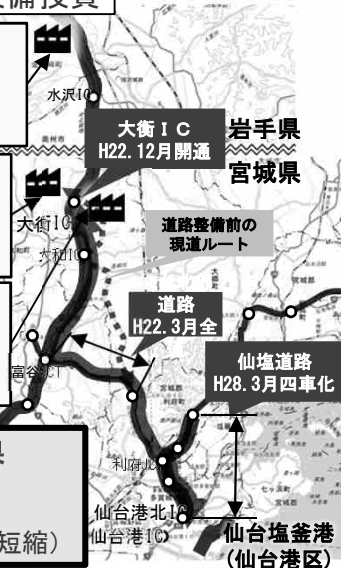 備投資
水沢IC
大衡ＩＣ
H22.12月開通
岩手県
宮城県
大衡IC
大和IC
道路整備前の
現道ルート
道路
H22.3月全
富谷JCT
仙塩道路
H28.3月四車化
利府JCT
仙台港北IC
(仙台港IC)
県
短縮）
仙台塩釜港
(仙台港区)